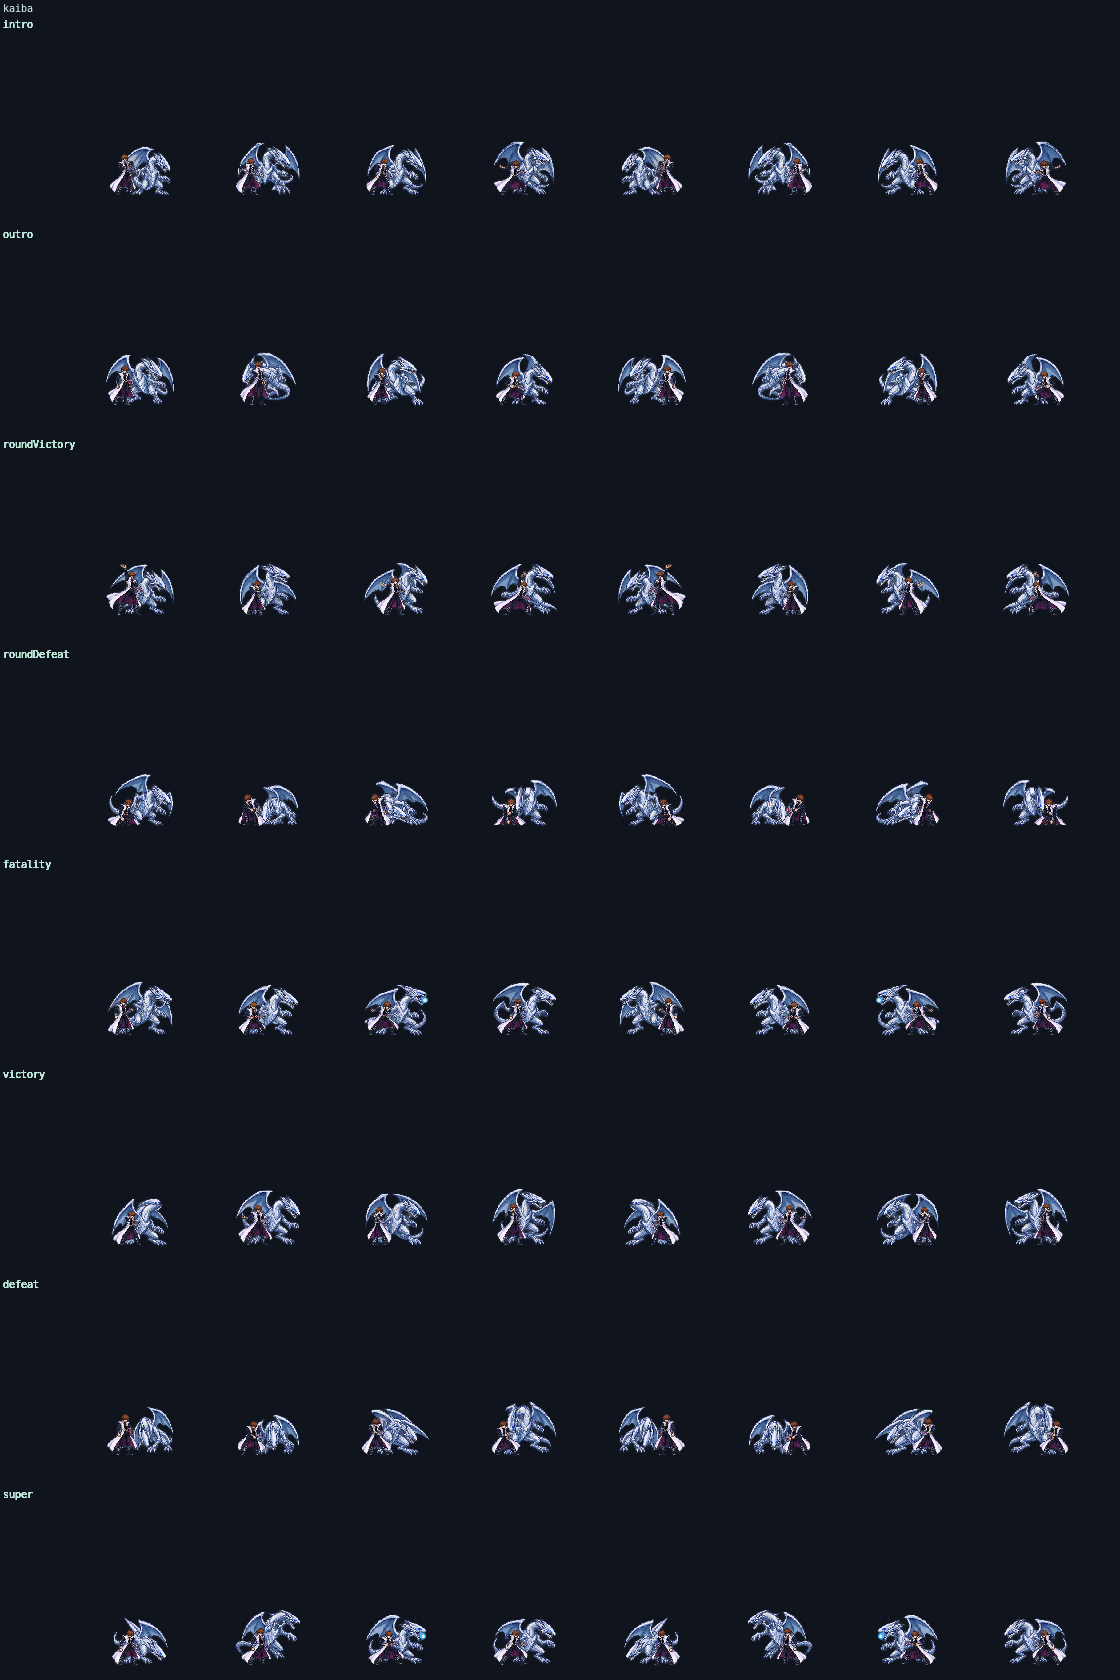 kaiba
intro
outro
roundVictory
roundDefeat
fatality
victory
defeat
super